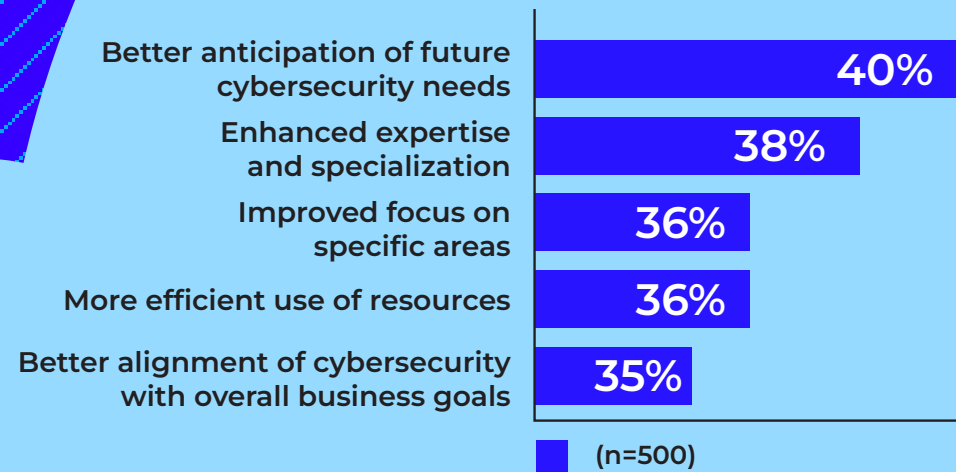 Better anticipation of future
cybersecurity needs
40%
Enhanced expertise
and specialization
38%
Improved focus on
specific areas
36%
More efficient use of resources
36%
Better alignment of cybersecurity
with overall business goals
35%
(n=500)